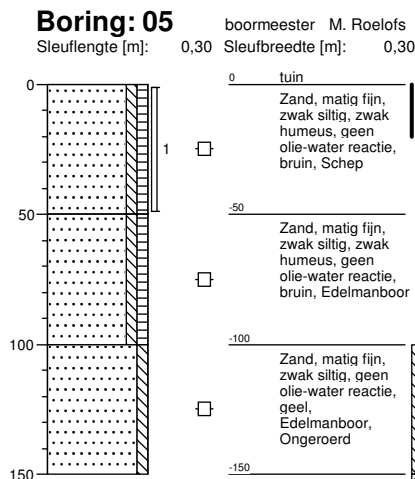 Boring: 05 boormeester M. Roelofs
Sleuflengte [m]: 0,30 Sleufbreedte [m]: 0,30
0
50
100
150
1
0 tuin
Zand, matig fijn,
zwak siltig, zwak
humeus, geen
olie-water reactie,
bruin, Schep
-50
Zand, matig fijn,
zwak siltig, zwak
humeus, geen
olie-water reactie,
bruin, Edelmanboor
-100
Zand, matig fijn,
zwak siltig, geen
olie-water reactie,
geel,
Edelmanboor,
Ongeroerd
-150